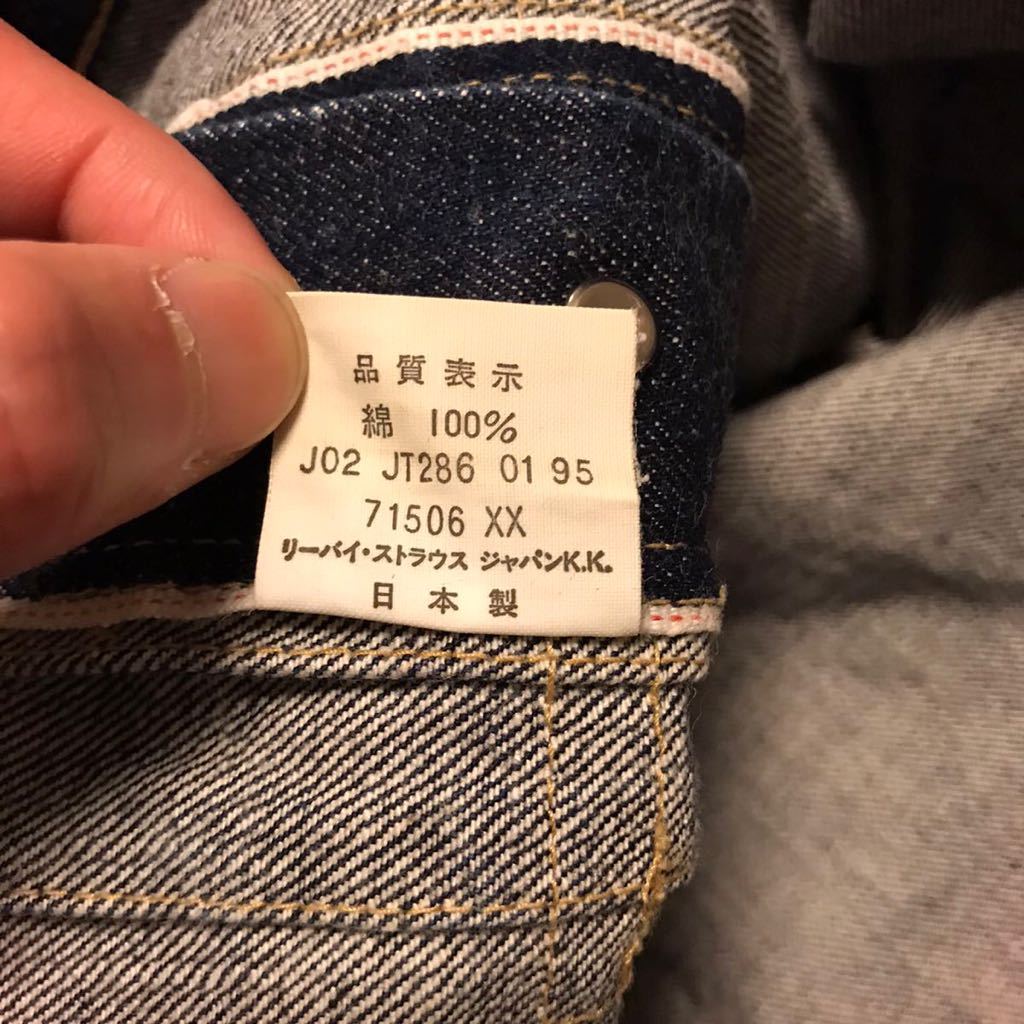 品質表示
綿 100%
J02 JT286 01 95
71506 XX
リーバイ・ストラウス ジャパンK.K.
日本製